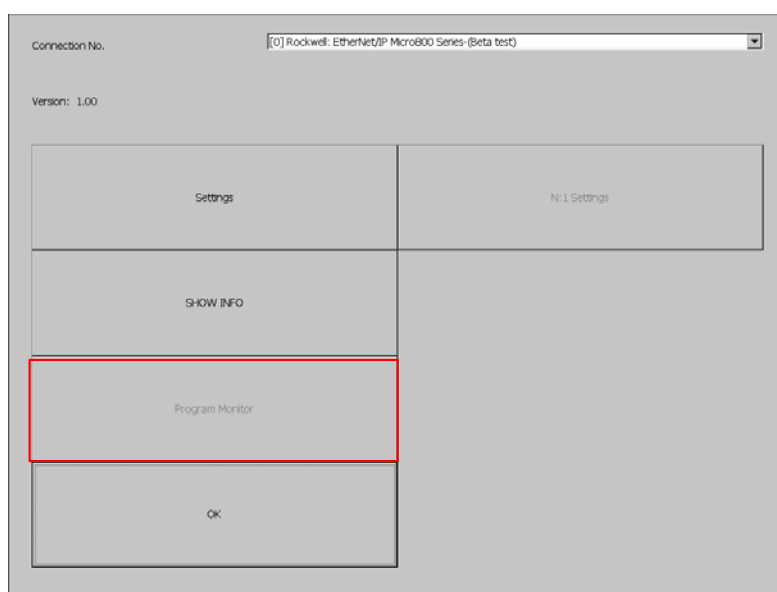 Connection No. [0] Rockwell: EtherNet/IP Micro800 Series-(Beta test)
Version: 1.00
Settings N:1 Settings
SHOW INFO
Program Monitor
OK